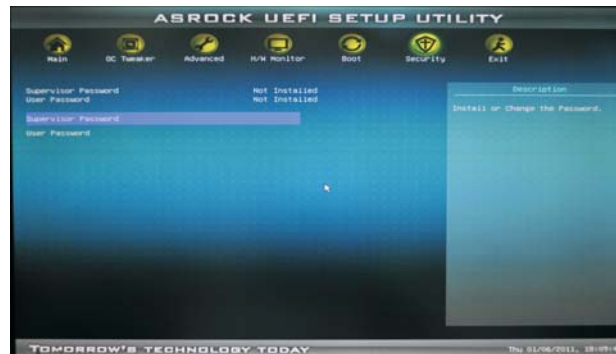 ASROCK UEFI SETUP UTILITY
Main OC Tweaker Advanced H/W Monitor Boot Security Exit
Supervisor Password Not Installed
User Password Not Installed
Supervisor Password
User Password
Description
Install or Change the Password.
TOMORROW'S TECHNOLOGY TODAY
Thu 01/06/2011,